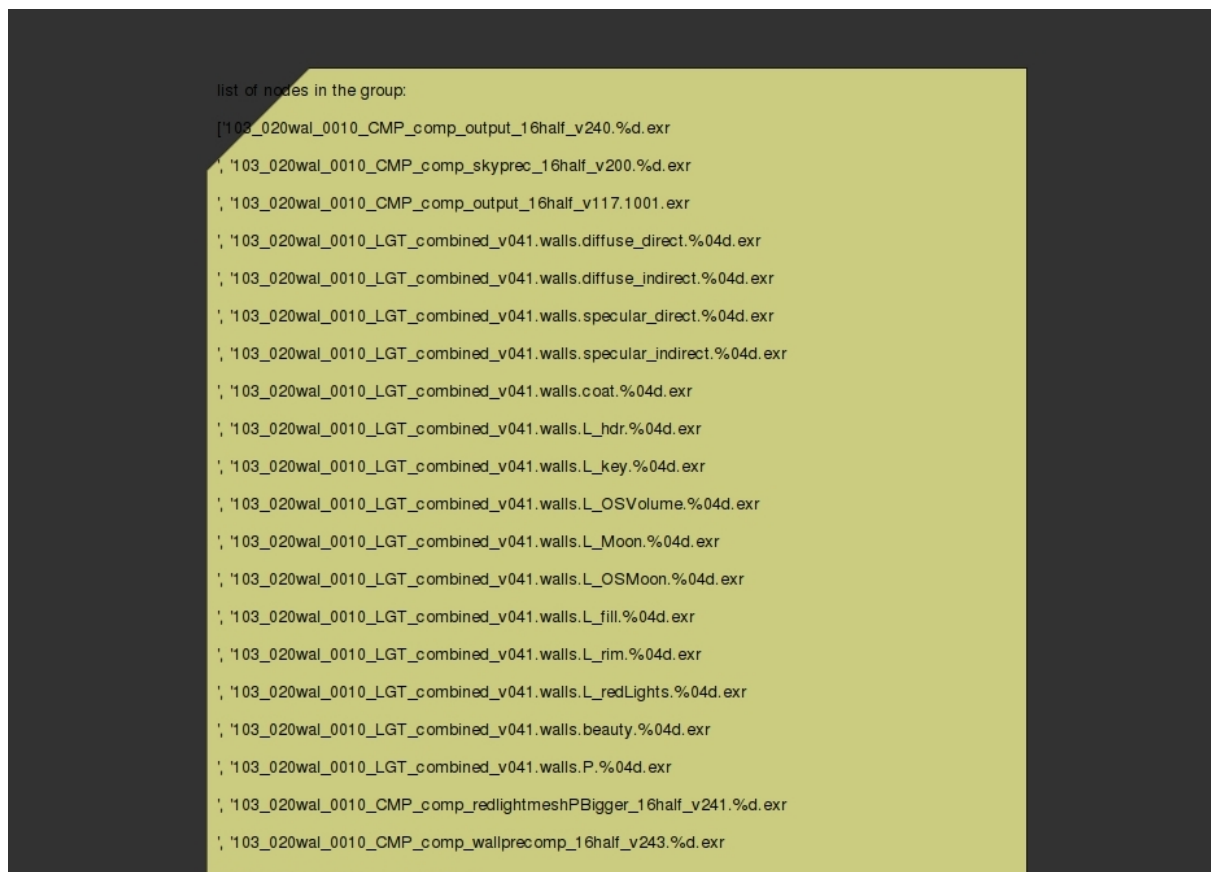 list of nodes in the group:
['103_020wal_0010_CMP_comp_output_16half_v240.%d.exr
', '103_020wal_0010_CMP_comp_skyprec_16half_v200.%d.exr
', '103_020wal_0010_CMP_comp_output_16half_v117.1001.exr
', '103_020wal_0010_LGT_combined_v041.walls.diffuse_direct.%04d.exr
', '103_020wal_0010_LGT_combined_v041.walls.diffuse_indirect.%04d.exr
', '103_020wal_0010_LGT_combined_v041.walls.specular_direct.%04d.exr
', '103_020wal_0010_LGT_combined_v041.walls.specular_indirect.%04d.exr
', '103_020wal_0010_LGT_combined_v041.walls.coat.%04d.exr
', '103_020wal_0010_LGT_combined_v041.walls.L_hdr.%04d.exr
', '103_020wal_0010_LGT_combined_v041.walls.L_key.%04d.exr
', '103_020wal_0010_LGT_combined_v041.walls.L_OSVolume.%04d.exr
', '103_020wal_0010_LGT_combined_v041.walls.L_Moon.%04d.exr
', '103_020wal_0010_LGT_combined_v041.walls.L_OSMoon.%04d.exr
', '103_020wal_0010_LGT_combined_v041.walls.L_fill.%04d.exr
', '103_020wal_0010_LGT_combined_v041.walls.L_rim.%04d.exr
', '103_020wal_0010_LGT_combined_v041.walls.L_redLights.%04d.exr
', '103_020wal_0010_LGT_combined_v041.walls.beauty.%04d.exr
', '103_020wal_0010_LGT_combined_v041.walls.P.%04d.exr
', '103_020wal_0010_CMP_comp_redlightmeshPBigger_16half_v241.%d.exr
', '103_020wal_0010_CMP_comp_wallprecomp_16half_v243.%d.exr